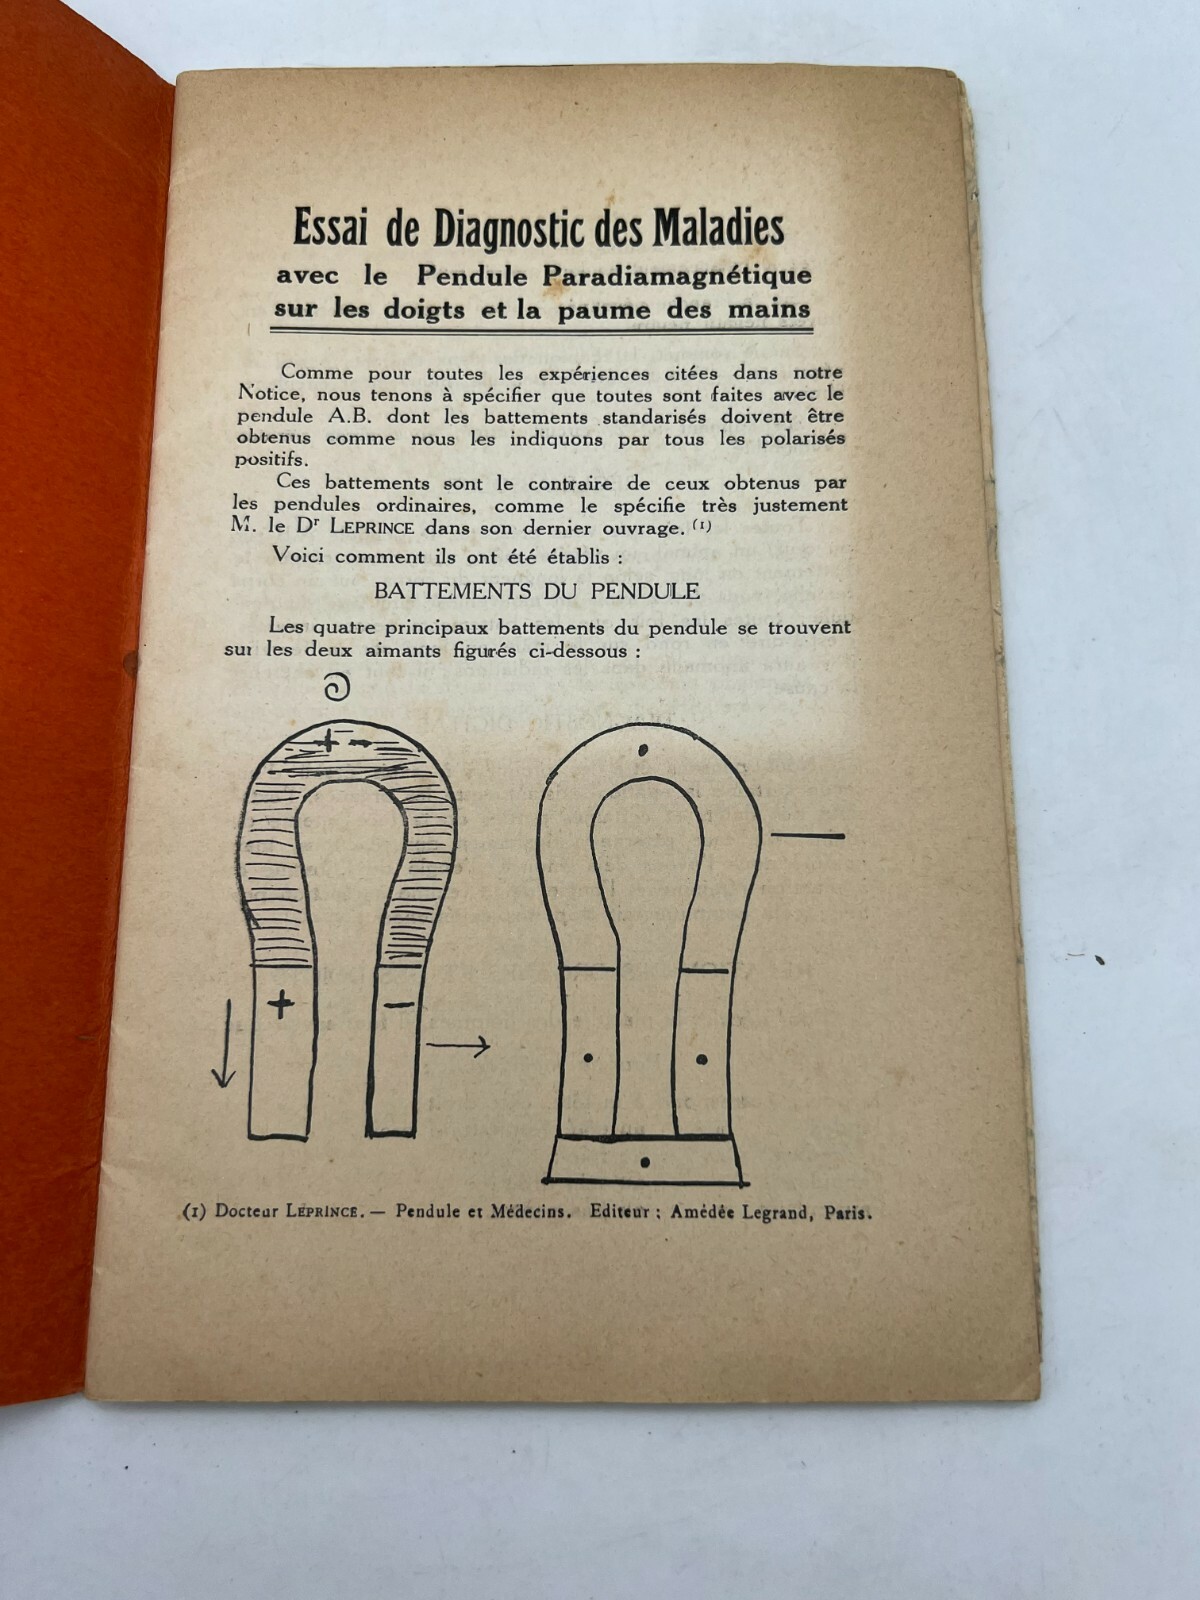 Essai de Diagnostic des Maladies
avec le Pendule Paradiamagnétique
sur les doigts et la paume des mains
Comme pour toutes les expériences citées dans notre
Notice, nous tenons à spécifier que toutes sont faites avec le
pendule A.B. dont les battements standarisés doivent être
obtenus comme nous les indiquons par tous les polarisés
positifs.
Ces battements sont le contraire de ceux obtenus par
les pendules ordinaires, comme le spécifie très justement
M. le Dr LEPRINCE dans son dernier ouvrage. (1)
Voici comment ils ont été établis :
BATTEMENTS DU PENDULE
Les quatre principaux battements du pendule se trouvent
sur les deux aimants figurés ci-dessous :
+ -
+ -
(1) Docteur LEPRINCE. — Pendule et Médecins. Editeur : Amédée Legrand, Paris.